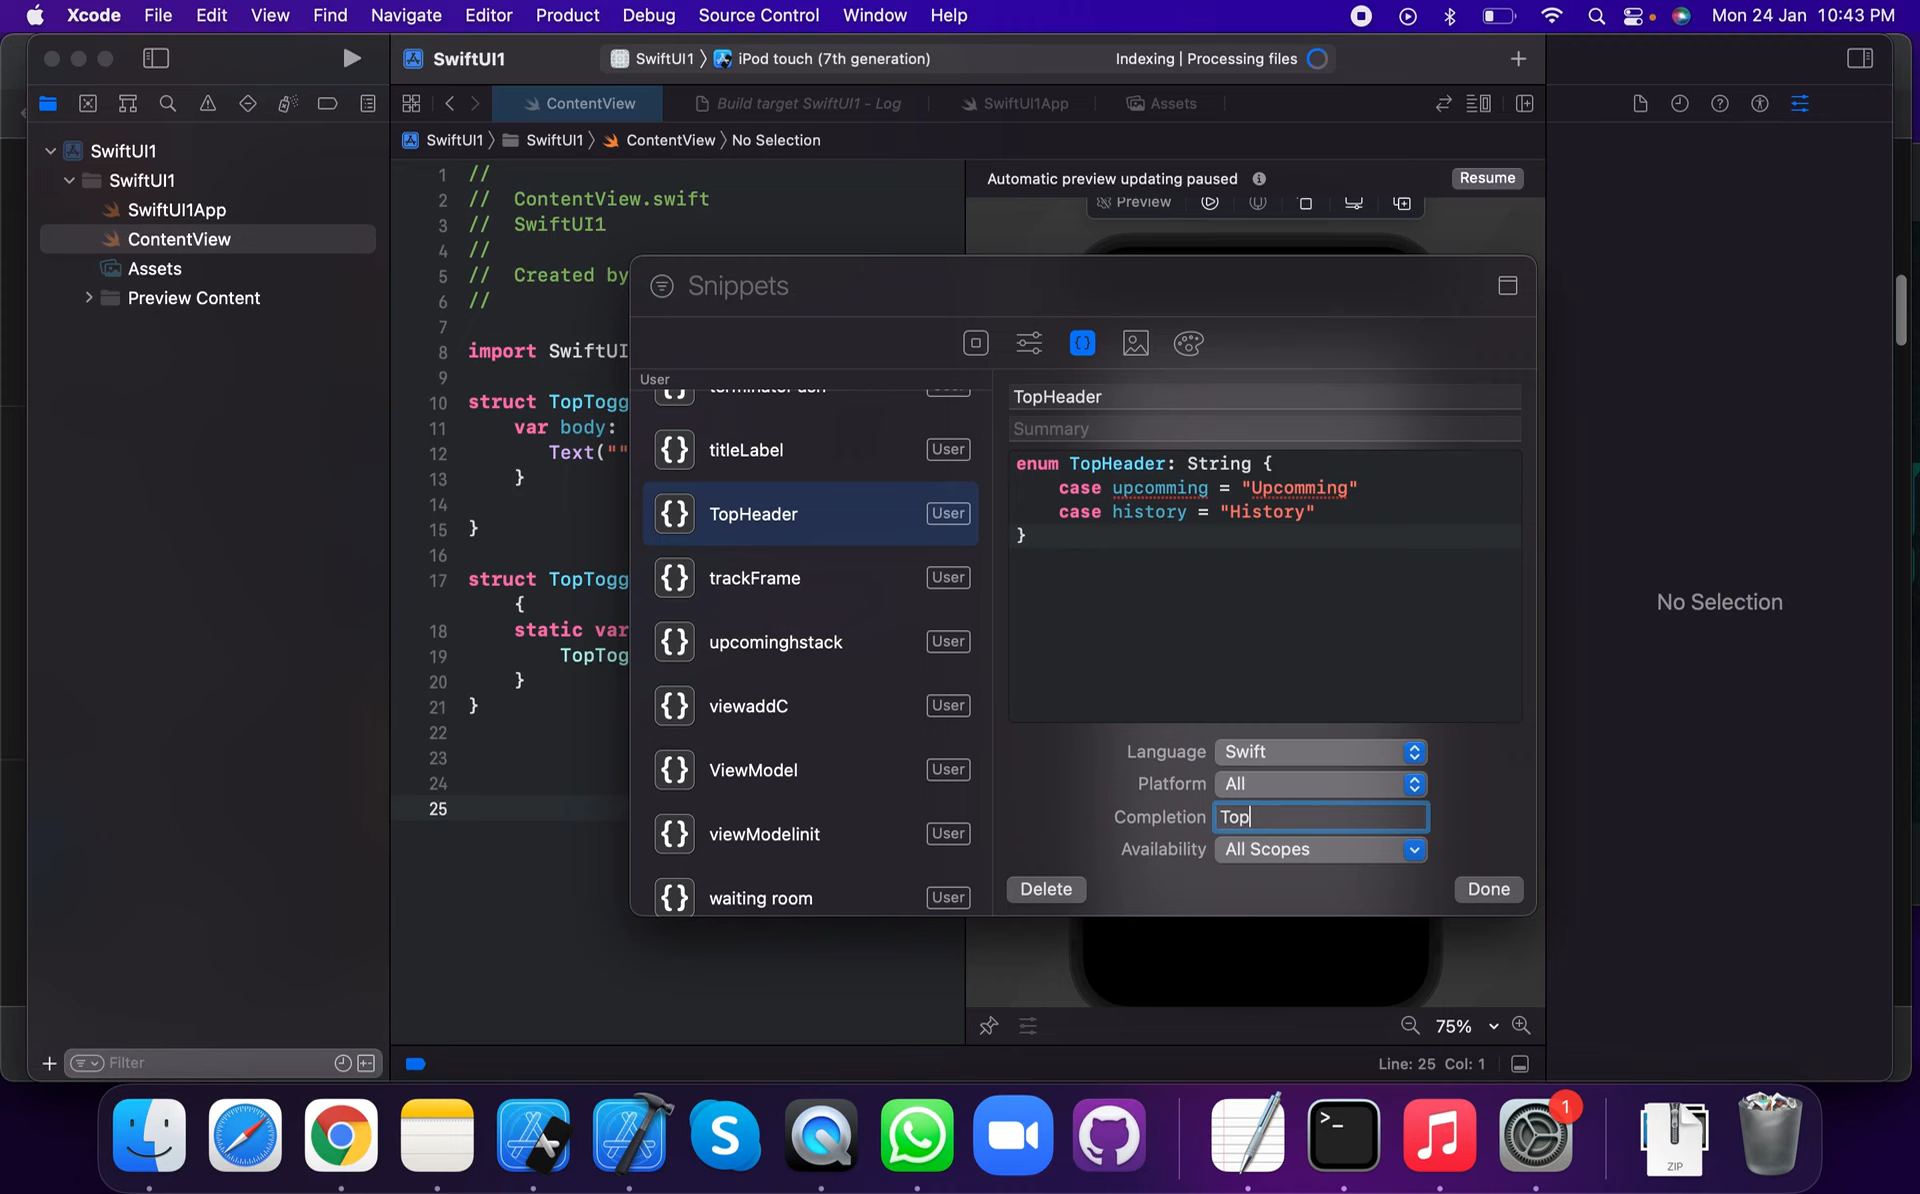 Xcode File Edit View Find Navigate Editor Product Debug Source Control Window Help
Mon 24 Jan 10:43 PM
SwiftUI1
SwiftUI1 〉 iPod touch (7th generation)
Indexing | Processing files
ContentView
Build target SwiftUI1 - Log
SwiftUI1App
Assets
SwiftUI1 〉 SwiftUI1 〉 ContentView 〉 No Selection
SwiftUI1
SwiftUI1
SwiftUI1App
ContentView
Assets
Preview Content
Filter
1 //
2 // ContentView.swift
3 // SwiftUI1
4 //
5 // Created by
6 //
7
8 import SwiftUI
9
10 struct TopTogg
11 var body:
12 Text(""
13 }
14
15 }
16
17 struct TopTogg
{
18 static var
19 TopTog
20 }
21 }
22
23
24
25
Automatic preview updating paused
Resume
Preview
Snippets
User
titleLabel User
TopHeader User
trackFrame User
upcominghstack User
viewaddC User
ViewModel User
viewModelinit User
waiting room User
TopHeader
Summary
enum TopHeader: String {
case upcomming = "Upcomming"
case history = "History"
}
Language Swift
Platform All
Completion Top
Availability All Scopes
Delete
Done
75%
Line: 25 Col: 1
No Selection
1
ZIP